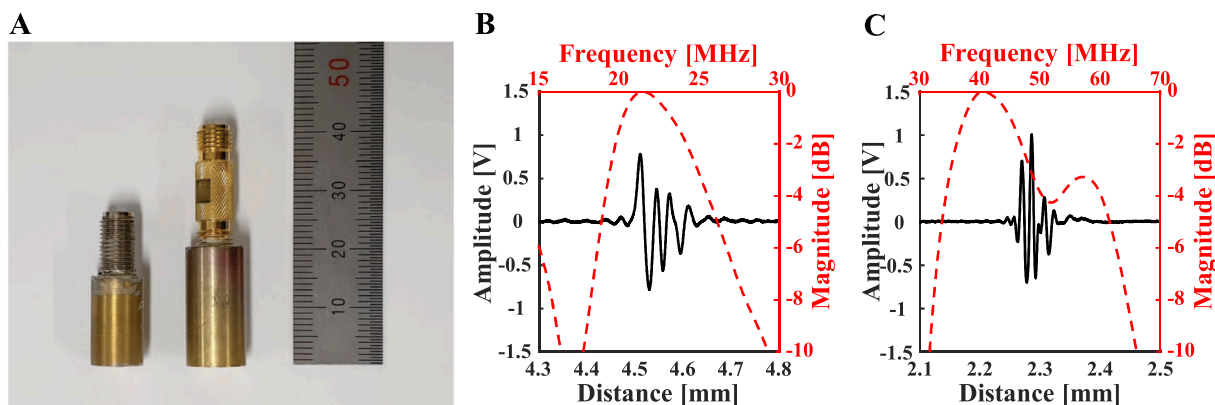 A
50
40
30
20
10
B
Frequency [MHz]
15 20 25 30
1.5
1
0.5
0
-0.5
-1
-1.5
Amplitude [V]
0
-2
-4
-6
-8
-10
Magnitude [dB]
4.3 4.4 4.5 4.6 4.7 4.8
Distance [mm]
C
Frequency [MHz]
30 40 50 60 70
1.5
1
0.5
0
-0.5
-1
-1.5
Amplitude [V]
0
-2
-4
-6
-8
-10
Magnitude [dB]
2.1 2.2 2.3 2.4 2.5
Distance [mm]